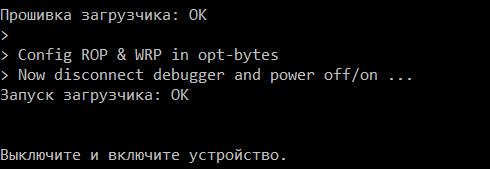 Прошивка загрузчика: OK
>
> Config ROP & WRP in opt-bytes
> Now disconnect debugger and power off/on ...
Запуск загрузчика: OK
Выключите и включите устройство.